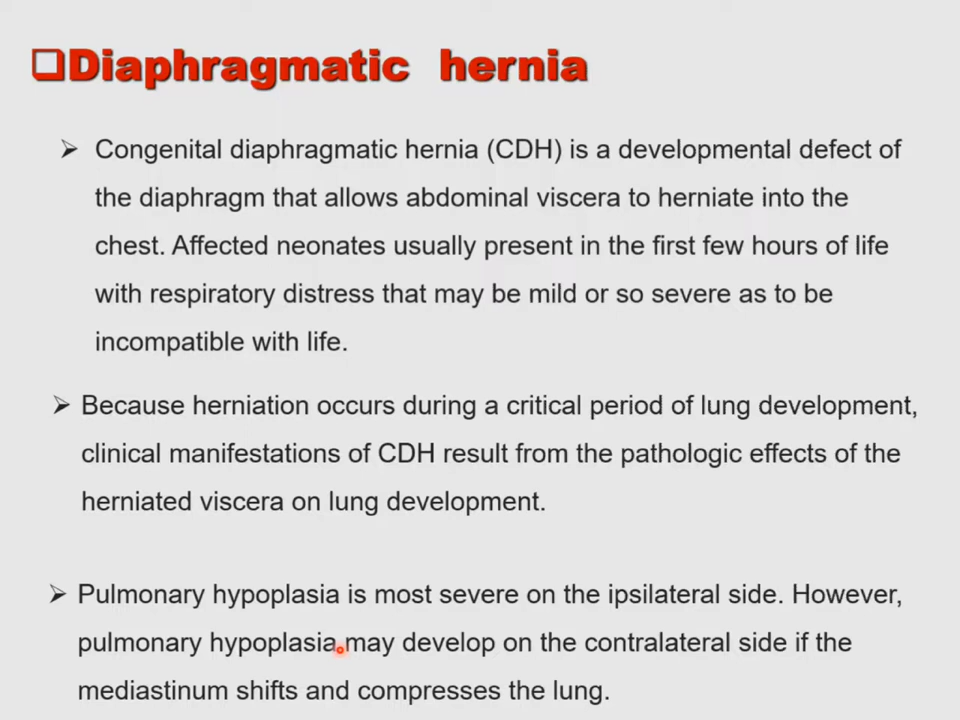 ❑Diaphragmatic hernia
➢ Congenital diaphragmatic hernia (CDH) is a developmental defect of
the diaphragm that allows abdominal viscera to herniate into the
chest. Affected neonates usually present in the first few hours of life
with respiratory distress that may be mild or so severe as to be
incompatible with life.
➢ Because herniation occurs during a critical period of lung development,
clinical manifestations of CDH result from the pathologic effects of the
herniated viscera on lung development.
➢ Pulmonary hypoplasia is most severe on the ipsilateral side. However,
pulmonary hypoplasia may develop on the contralateral side if the
mediastinum shifts and compresses the lung.